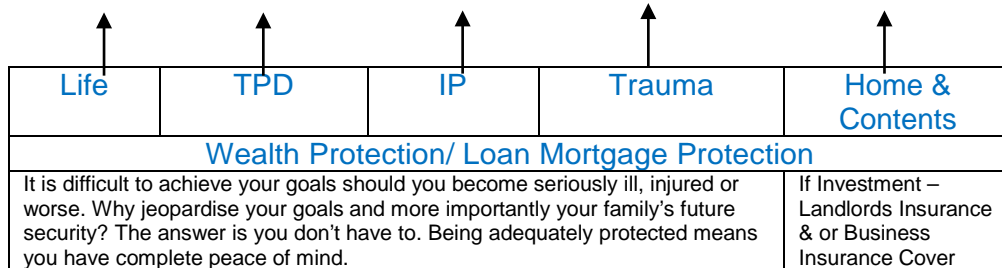 Life TPD IP Trauma Home &
Contents
Wealth Protection/ Loan Mortgage Protection
It is difficult to achieve your goals should you become seriously ill, injured or
worse. Why jeopardise your goals and more importantly your family's future
security? The answer is you don't have to. Being adequately protected means
you have complete peace of mind.
If Investment –
Landlords Insurance
& or Business
Insurance Cover